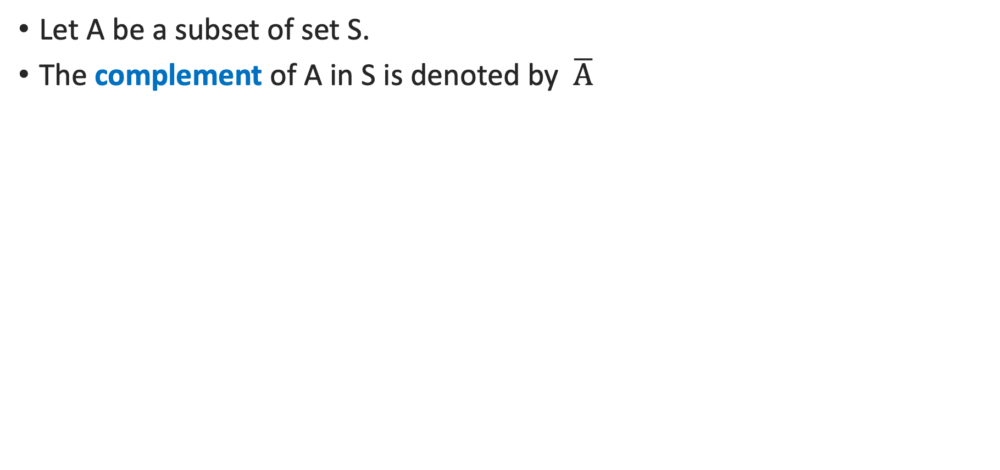 • Let A be a subset of set S.
• The complement of A in S is denoted by A̅